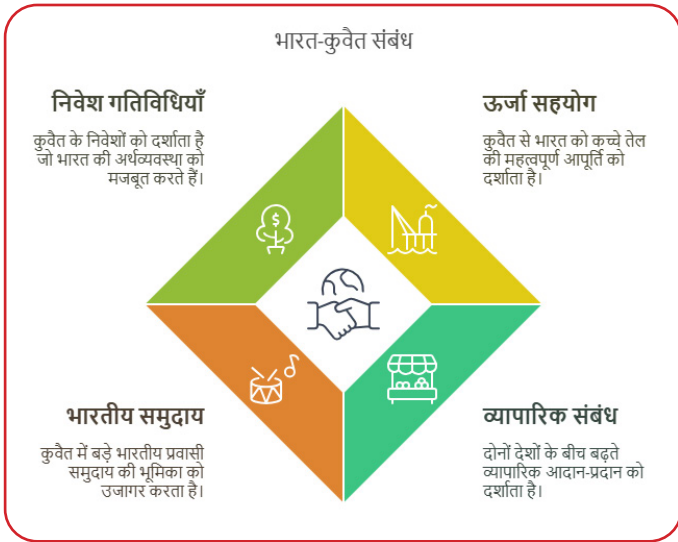 भारत-कुवैत संबंध
निवेश गतिविधियाँ
कुवैत के निवेशों को दर्शाता है
जो भारत की अर्थव्यवस्था को
मजबूत करते हैं।
ऊर्जा सहयोग
कुवैत से भारत को कच्चे तेल
की महत्वपूर्ण आपूर्ति को
दर्शाता है।
$
भारतीय समुदाय
कुवैत में बड़े भारतीय प्रवासी
समुदाय की भूमिका को
उजागर करता है।
व्यापारिक संबंध
दोनों देशों के बीच बढ़ते
व्यापारिक आदान-प्रदान को
दर्शाता है।